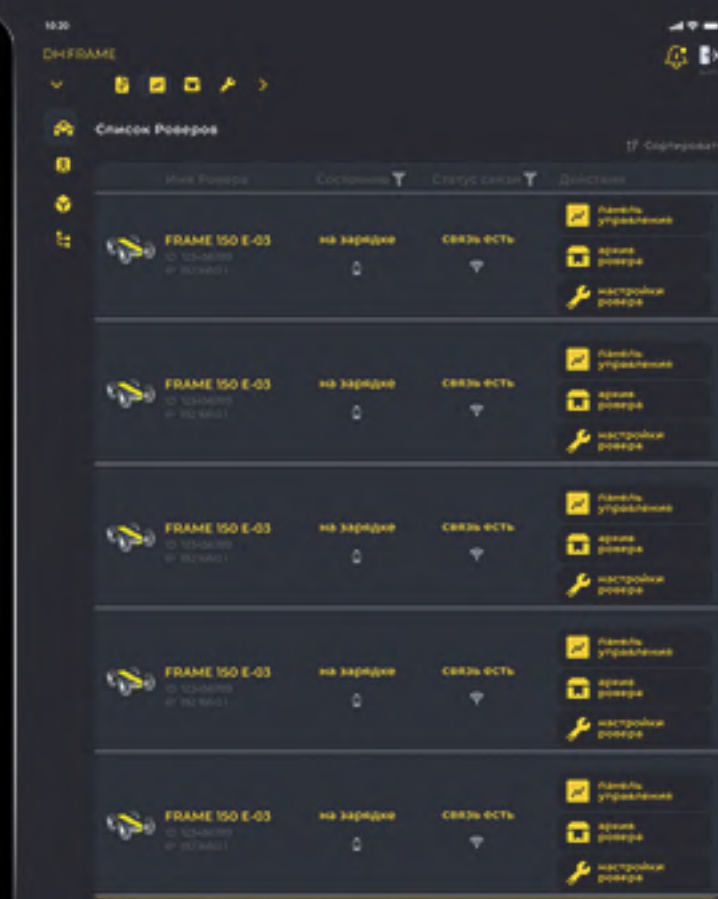 10:20
DM:FRAME
Список Роверов
Сортировать
Имя Ровера Состояние Статус связи Действия
FRAME 150 E-03 на зарядке связь есть
панель управления
архив ровера
настройки ровера
FRAME 150 E-03 на зарядке связь есть
панель управления
архив ровера
настройки ровера
FRAME 150 E-03 на зарядке связь есть
панель управления
архив ровера
настройки ровера
FRAME 150 E-03 на зарядке связь есть
панель управления
архив ровера
настройки ровера
FRAME 150 E-03 на зарядке связь есть
панель управления
архив ровера
настройки ровера